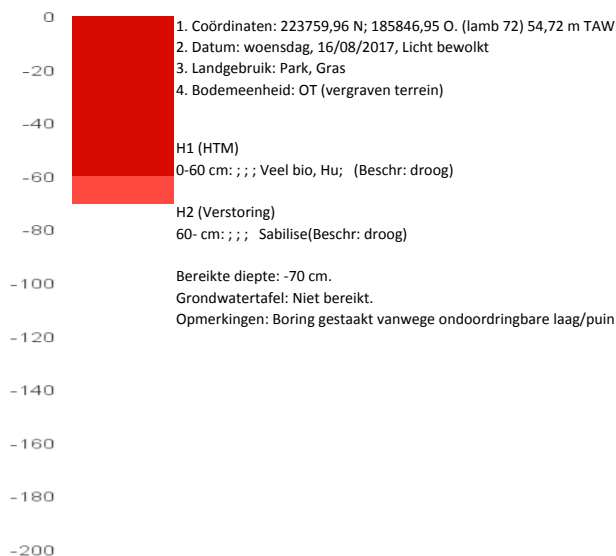 0
-20
-40
-60
-80
-100
-120
-140
-160
-180
-200
1. Coördinaten: 223759,96 N; 185846,95 O. (lamb 72) 54,72 m TAW
2. Datum: woensdag, 16/08/2017, Licht bewolkt
3. Landgebruik: Park, Gras
4. Bodemeenheid: OT (vergraven terrein)
H1 (HTM)
0-60 cm: ; ; ; Veel bio, Hu; (Beschr: droog)
H2 (Verstoring)
60- cm: ; ; ; Sabilise(Beschr: droog)
Bereikte diepte: -70 cm.
Grondwatertafel: Niet bereikt.
Opmerkingen: Boring gestaakt vanwege ondoordringbare laag/puin